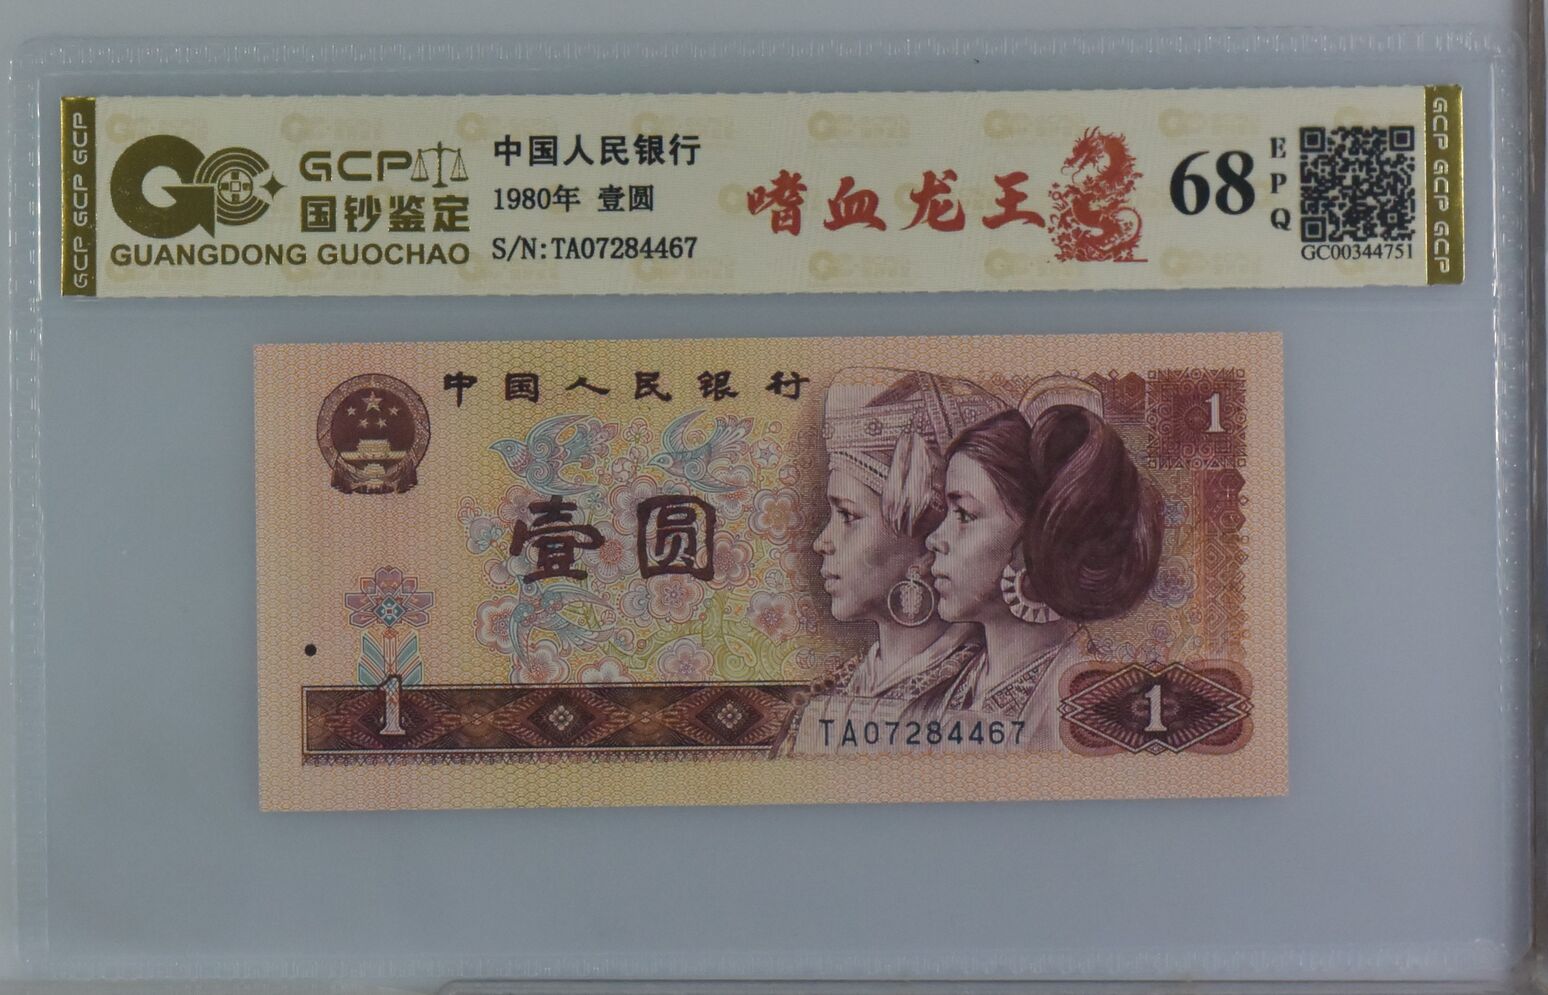 GCP GCP GCP
GCP
国钞鉴定
GUANGDONG GUOCHAO
中国人民银行
1980年 壹圆
S/N:TA07284467
嗜血龙王
68
EPQ
GC00344751
GCP GCP GCP
中国人民银行
1
壹圆
1
TA07284467
1